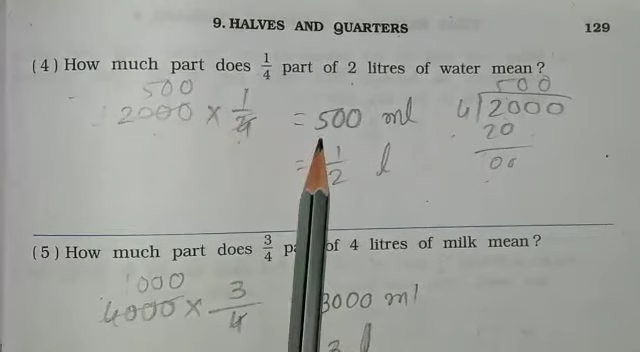 9. HALVES AND QUARTERS 129
(4) How much part does 1/4 part of 2 litres of water mean?
500
2000 × 1/4 = 500 ml
= 1/2 l
500
4)2000
20
00
(5) How much part does 3/4 of 4 litres of milk mean?
1000
4000 × 3/4 3000 ml
3 l